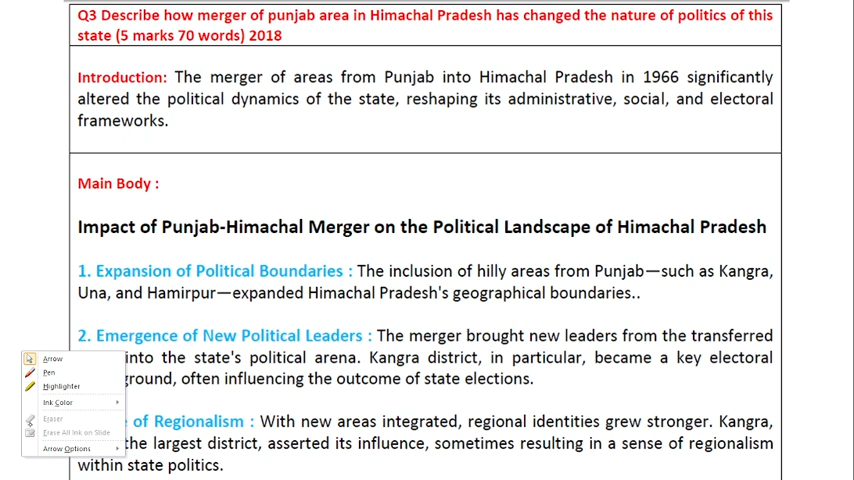 Q3 Describe how merger of punjab area in Himachal Pradesh has changed the nature of politics of this
state (5 marks 70 words) 2018
Introduction: The merger of areas from Punjab into Himachal Pradesh in 1966 significantly
altered the political dynamics of the state, reshaping its administrative, social, and electoral
frameworks.
Main Body :
Impact of Punjab-Himachal Merger on the Political Landscape of Himachal Pradesh
1. Expansion of Political Boundaries : The inclusion of hilly areas from Punjab—such as Kangra,
Una, and Hamirpur—expanded Himachal Pradesh's geographical boundaries..
2. Emergence of New Political Leaders : The merger brought new leaders from the transferred
into the state's political arena. Kangra district, in particular, became a key electoral
ground, often influencing the outcome of state elections.
of Regionalism : With new areas integrated, regional identities grew stronger. Kangra,
the largest district, asserted its influence, sometimes resulting in a sense of regionalism
within state politics.
Arrow
Pen
Highlighter
Ink Color
Eraser
Erase All Ink on Slide
Arrow Options